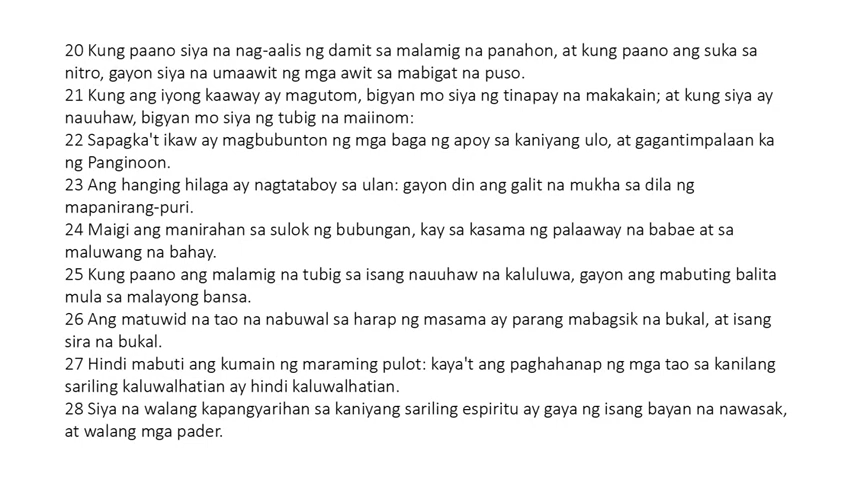 20 Kung paano siya na nag-aalis ng damit sa malamig na panahon, at kung paano ang suka sa
nitro, gayon siya na umaawit ng mga awit sa mabigat na puso.
21 Kung ang iyong kaaway ay magutom, bigyan mo siya ng tinapay na makakain; at kung siya ay
nauuhaw, bigyan mo siya ng tubig na maiinom:
22 Sapagka't ikaw ay magbubunton ng mga baga ng apoy sa kaniyang ulo, at gagantimpalaan ka
ng Panginoon.
23 Ang hanging hilaga ay nagtataboy sa ulan: gayon din ang galit na mukha sa dila ng
mapanirang-puri.
24 Maigi ang manirahan sa sulok ng bubungan, kay sa kasama ng palaaway na babae at sa
maluwang na bahay.
25 Kung paano ang malamig na tubig sa isang nauuhaw na kaluluwa, gayon ang mabuting balita
mula sa malayong bansa.
26 Ang matuwid na tao na nabuwal sa harap ng masama ay parang mabagsik na bukal, at isang
sira na bukal.
27 Hindi mabuti ang kumain ng maraming pulot: kaya't ang paghahanap ng mga tao sa kanilang
sariling kaluwalhatian ay hindi kaluwalhatian.
28 Siya na walang kapangyarihan sa kaniyang sariling espiritu ay gaya ng isang bayan na nawasak,
at walang mga pader.